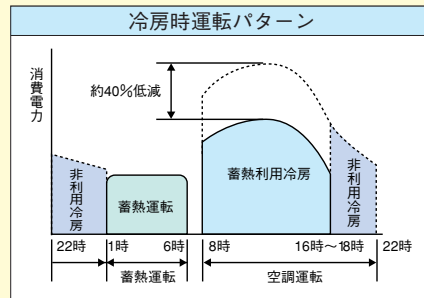 冷房時運転パターン
消費電力
約40%低減
非利用冷房
蓄熱運転
蓄熱利用冷房
非利用冷房
22時 1時 6時 8時 16時～18時 22時
蓄熱運転 空調運転